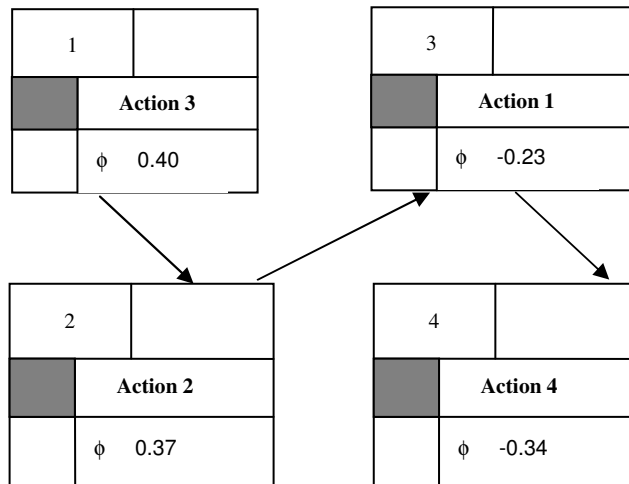 1
Action 3
ϕ 0.40
2
Action 2
ϕ 0.37
3
Action 1
ϕ -0.23
4
Action 4
ϕ -0.34